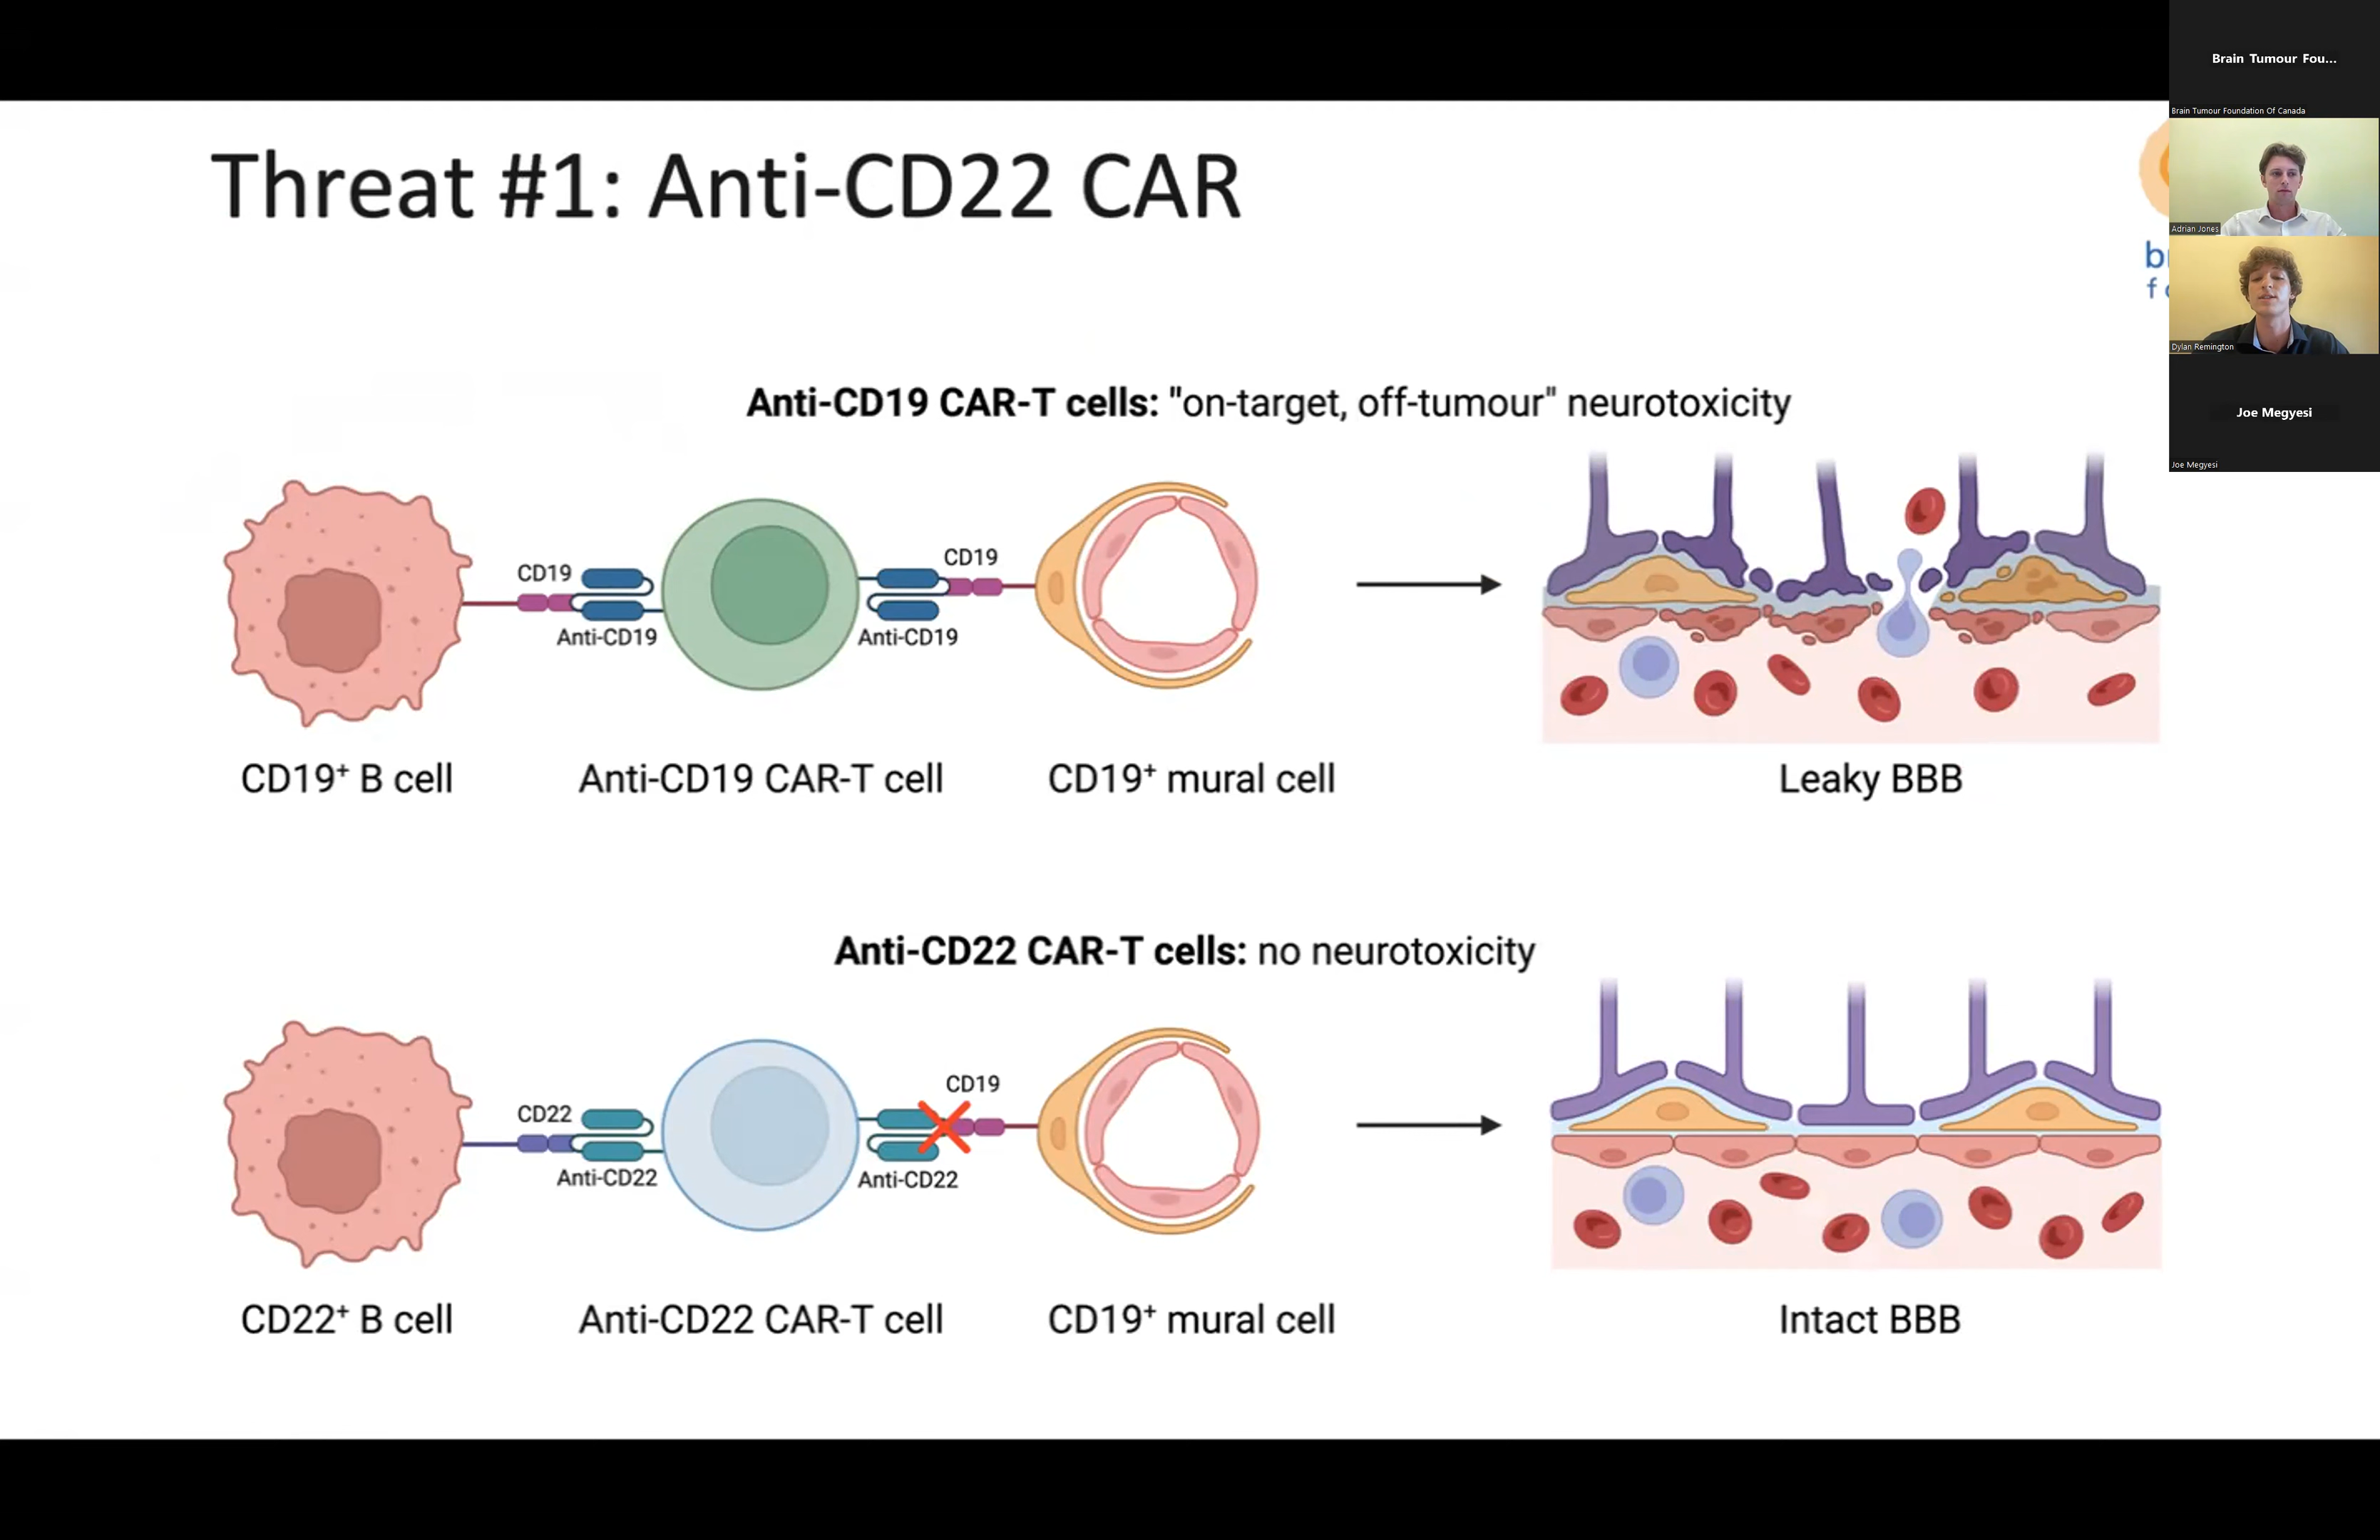 Threat #1: Anti-CD22 CAR
Brain Tumour Fou...
Brain Tumour Foundation Of Canada
Adrian Jones
Dylan Remington
Joe Megyesi
Joe Megyesi
Anti-CD19 CAR-T cells: "on-target, off-tumour" neurotoxicity
CD19
Anti-CD19
CD19
Anti-CD19
CD19⁺ B cell
Anti-CD19 CAR-T cell
CD19⁺ mural cell
Leaky BBB
Anti-CD22 CAR-T cells: no neurotoxicity
CD22
Anti-CD22
CD19
Anti-CD22
CD22⁺ B cell
Anti-CD22 CAR-T cell
CD19⁺ mural cell
Intact BBB